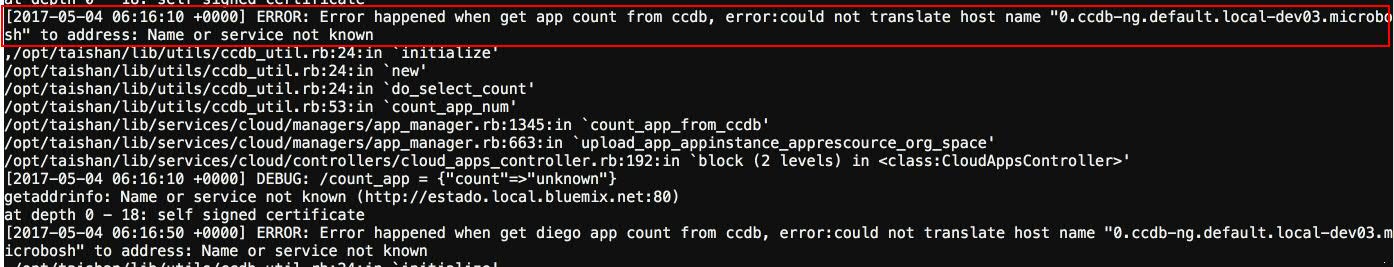 at depth 0 - 18: self signed certificate
[2017-05-04 06:16:10 +0000] ERROR: Error happened when get app count from ccdb, error:could not translate host name "0.ccdb-ng.default.local-dev03.microbo
sh" to address: Name or service not known
,/opt/taishan/lib/utils/ccdb_util.rb:24:in `initialize'
/opt/taishan/lib/utils/ccdb_util.rb:24:in `new'
/opt/taishan/lib/utils/ccdb_util.rb:24:in `do_select_count'
/opt/taishan/lib/utils/ccdb_util.rb:53:in `count_app_num'
/opt/taishan/lib/services/cloud/managers/app_manager.rb:1345:in `count_app_from_ccdb'
/opt/taishan/lib/services/cloud/managers/app_manager.rb:663:in `upload_app_appinstance_apprescource_org_space'
/opt/taishan/lib/services/cloud/controllers/cloud_apps_controller.rb:192:in `block (2 levels) in <class:CloudAppsController>'
[2017-05-04 06:16:10 +0000] DEBUG: /count_app = {"count"=>"unknown"}
getaddrinfo: Name or service not known (http://estado.local.bluemix.net:80)
at depth 0 - 18: self signed certificate
[2017-05-04 06:16:50 +0000] ERROR: Error happened when get diego app count from ccdb, error:could not translate host name "0.ccdb-ng.default.local-dev03.m
icrobosh" to address: Name or service not known
,/opt/taishan/lib/utils/ccdb_util.rb:24:in `initialize'